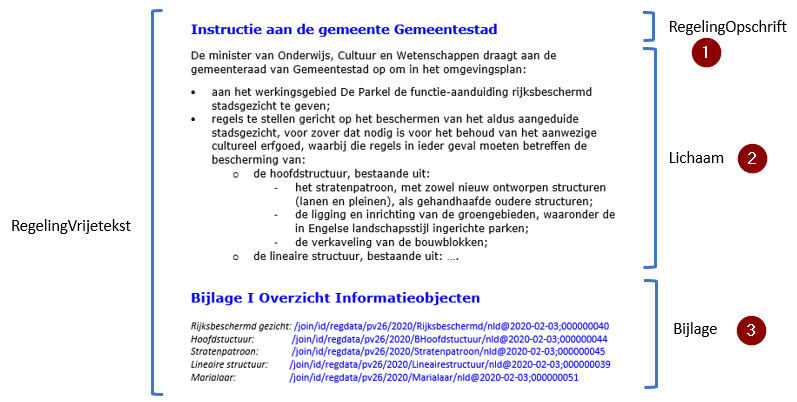 Instructie aan de gemeente Gemeentestad
RegelingOpschrift
1
De minister van Onderwijs, Cultuur en Wetenschappen draagt aan de
gemeenteraad van Gemeentestad op om in het omgevingsplan:
• aan het werkingsgebied De Parkel de functie-aanduiding rijksbeschermd
stadsgezicht te geven;
• regels te stellen gericht op het beschermen van het aldus aangeduide
stadsgezicht, voor zover dat nodig is voor het behoud van het aanwezige
cultureel erfgoed, waarbij die regels in ieder geval moeten betreffen de
bescherming van:
o de hoofdstructuur, bestaande uit:
- het stratenpatroon, met zowel nieuw ontworpen structuren
(lanen en pleinen), als gehandhaafde oudere structuren;
- de ligging en inrichting van de groengebieden, waaronder de
in Engelse landschapsstijl ingerichte parken;
- de verkaveling van de bouwblokken;
o de lineaire structuur, bestaande uit: ....
Lichaam
2
RegelingVrijetekst
Bijlage I Overzicht Informatieobjecten
Rijksbeschermd gezicht: /join/id/regdata/pv26/2020/Rijksbeschermd/nld@2020-02-03;000000040
Hoofdstuctuur: /join/id/regdata/pv26/2020/BHoofdstuctuur/nld@2020-02-03;000000044
Stratenpatroon: /join/id/regdata/pv26/2020/Stratenpatroon/nld@2020-02-03;000000045
Lineaire structuur: /join/id/regdata/pv26/2020/Lineairestructuur/nld@2020-02-03;000000039
Marialaar: /join/id/regdata/pv26/2020/Marialaar/nld@2020-02-03;000000051
Bijlage
3